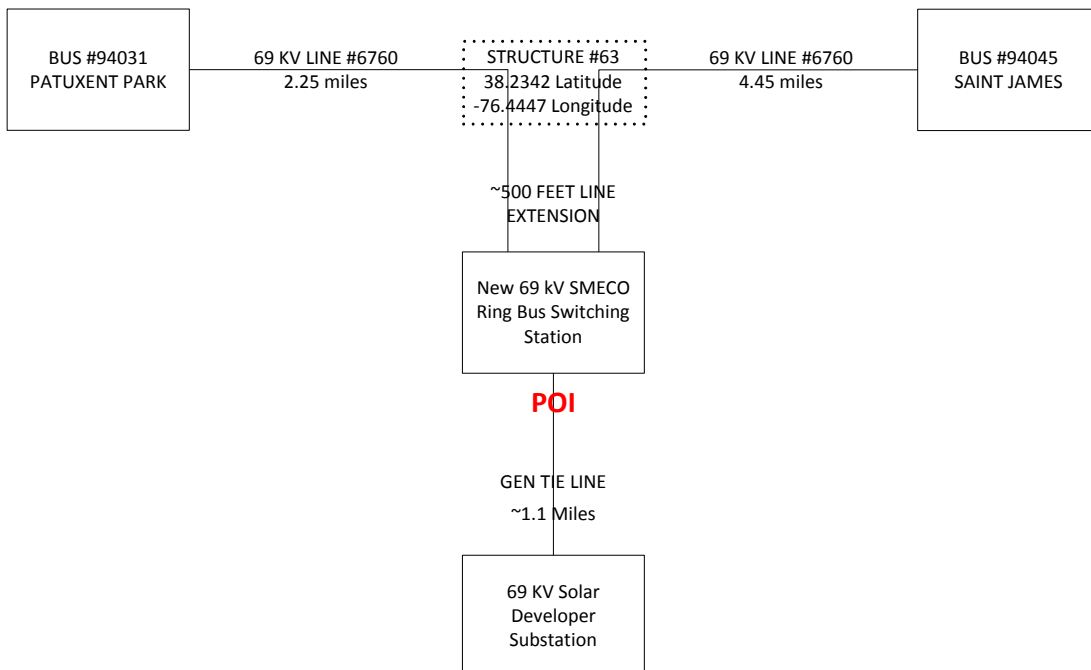 BUS #94031
PATUXENT PARK
69 KV LINE #6760
2.25 miles
STRUCTURE #63
38.2342 Latitude
-76.4447 Longitude
69 KV LINE #6760
4.45 miles
BUS #94045
SAINT JAMES
~500 FEET LINE
EXTENSION
New 69 kV SMECO
Ring Bus Switching
Station
POI
GEN TIE LINE
~1.1 Miles
69 KV Solar
Developer
Substation